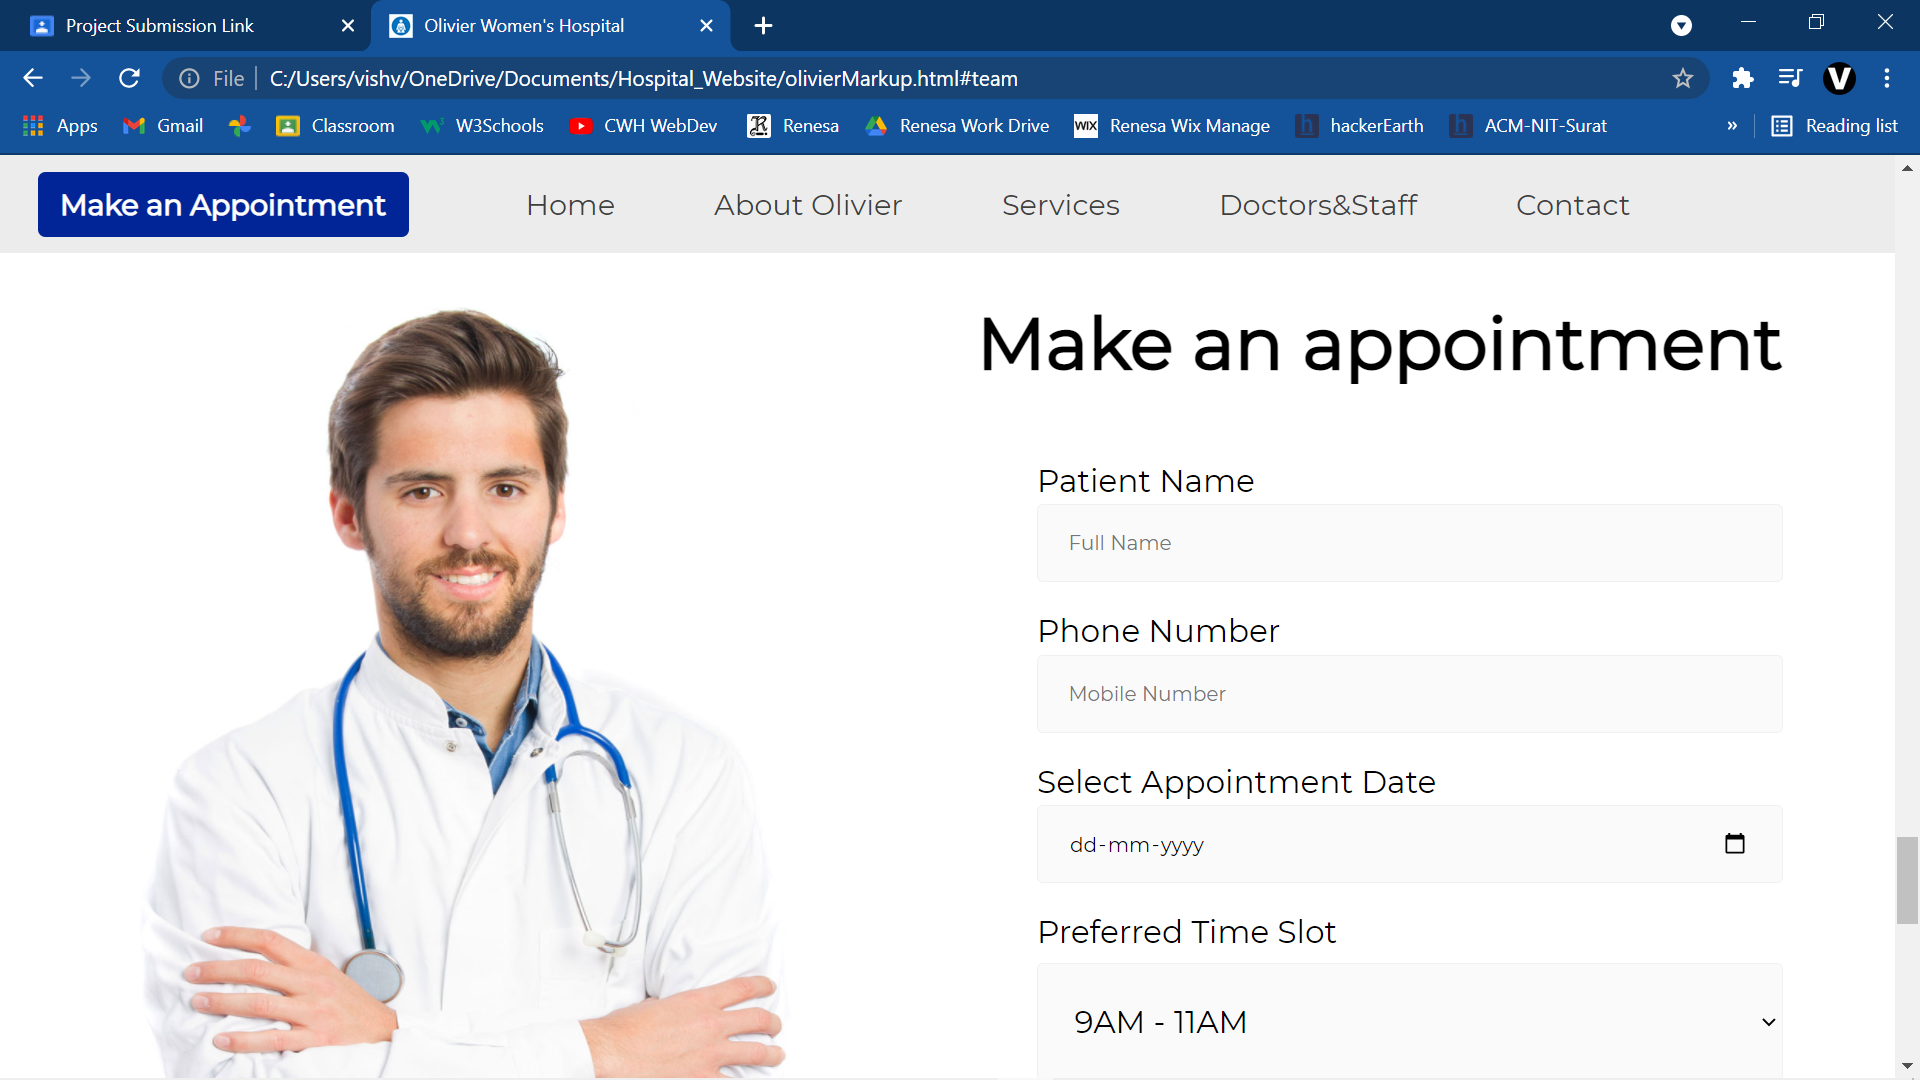 Project Submission Link
Olivier Women's Hospital
File
C:/Users/vishv/OneDrive/Documents/Hospital_Website/olivierMarkup.html#team
V
Apps
Gmail
Classroom
W3Schools
CWH WebDev
Renesa
Renesa Work Drive
WIX
Renesa Wix Manage
h
hackerEarth
h
ACM-NIT-Surat
»
Reading list
Make an Appointment
Home
About Olivier
Services
Doctors&Staff
Contact
Make an appointment
Patient Name
Full Name
Phone Number
Mobile Number
Select Appointment Date
dd-mm-yyyy
Preferred Time Slot
9AM - 11AM